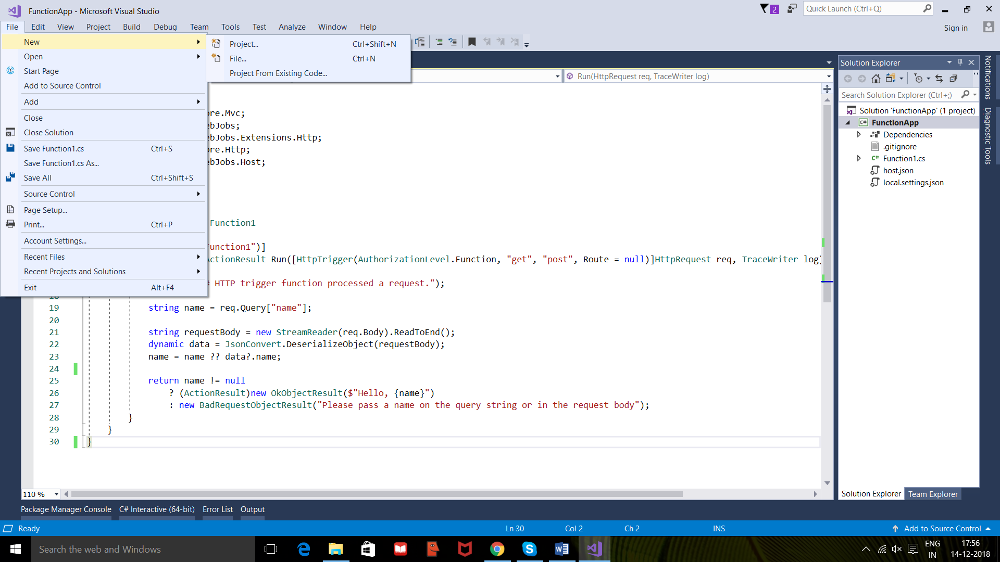 FunctionApp - Microsoft Visual Studio
2
Quick Launch (Ctrl+Q)
File Edit View Project Build Debug Team Tools Test Analyze Window Help
Sign in
New
Open
Start Page
Add to Source Control
Add
Close
Close Solution
Save Function1.cs Ctrl+S
Save Function1.cs As...
Save All Ctrl+Shift+S
Source Control
Page Setup...
Print... Ctrl+P
Account Settings...
Recent Files
Recent Projects and Solutions
Exit Alt+F4
Project... Ctrl+Shift+N
File... Ctrl+N
Project From Existing Code...
Run(HttpRequest req, TraceWriter log)
ore.Mvc;
ebJobs;
ebJobs.Extensions.Http;
ore.Http;
ebJobs.Host;
Function1
unction1")]
ActionResult Run([HttpTrigger(AuthorizationLevel.Function, "get", "post", Route = null)]HttpRequest req, TraceWriter log)
# HTTP trigger function processed a request.");
19 string name = req.Query["name"];
20
21 string requestBody = new StreamReader(req.Body).ReadToEnd();
22 dynamic data = JsonConvert.DeserializeObject(requestBody);
23 name = name ?? data?.name;
24
25 return name != null
26 ? (ActionResult)new OkObjectResult($"Hello, {name}")
27 : new BadRequestObjectResult("Please pass a name on the query string or in the request body");
28 }
29 }
30 }
110 %
Solution Explorer
Search Solution Explorer (Ctrl+;)
Solution 'FunctionApp' (1 project)
C# FunctionApp
Dependencies
.gitignore
C# Function1.cs
host.json
local.settings.json
Solution Explorer Team Explorer
Notifications
Diagnostic Tools
Package Manager Console C# Interactive (64-bit) Error List Output
Ready Ln 30 Col 2 Ch 2 INS Add to Source Control
Search the web and Windows
ENG
IN
17:56
14-12-2018